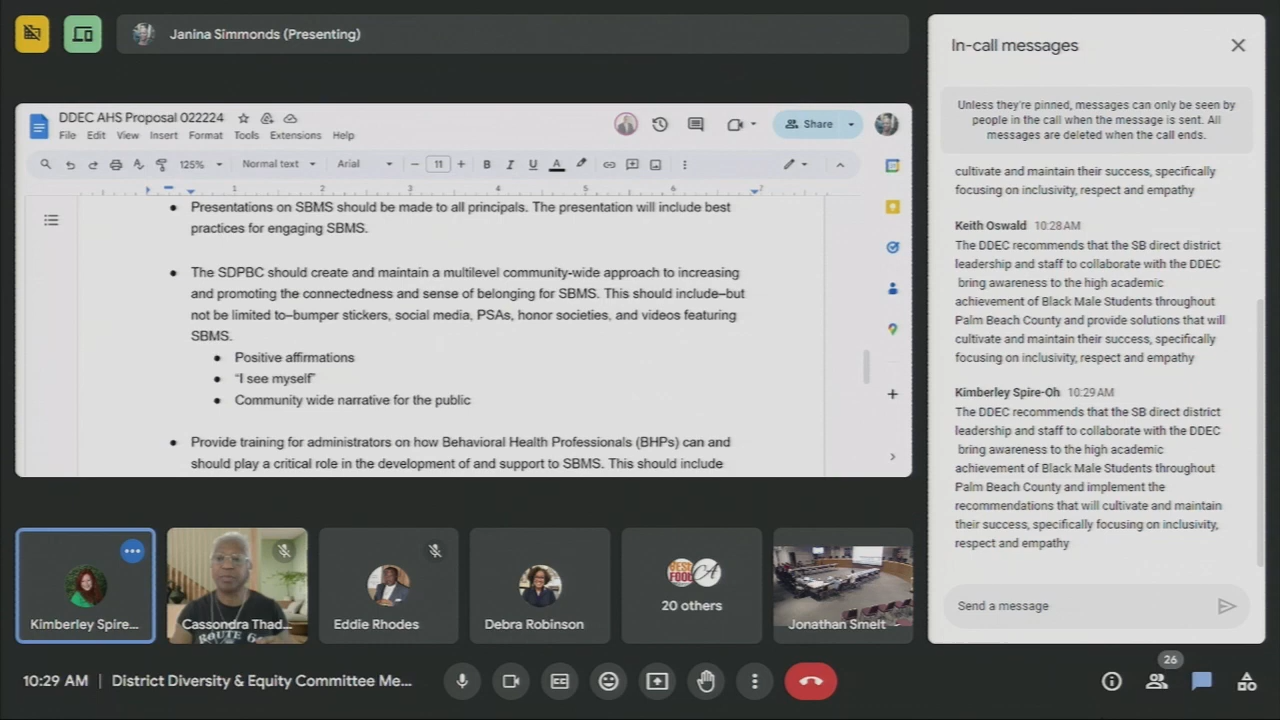 Janina Simmonds (Presenting)
DDEC AHS Proposal 022224
File Edit View Insert Format Tools Extensions Help
Share
125% Normal text Arial 11 B I U A
1 2 3 4 5 6 7
Presentations on SBMS should be made to all principals. The presentation will include best
practices for engaging SBMS.
The SDPBC should create and maintain a multilevel community-wide approach to increasing
and promoting the connectedness and sense of belonging for SBMS. This should include–but
not be limited to–bumper stickers, social media, PSAs, honor societies, and videos featuring
SBMS.
Positive affirmations
“I see myself”
Community wide narrative for the public
Provide training for administrators on how Behavioral Health Professionals (BHPs) can and
should play a critical role in the development of and support to SBMS. This should include
Kimberley Spire...
Cassondra Thad...
ROUTE 66
Eddie Rhodes
Debra Robinson
BEST FOOD CA
20 others
Jonathan Smelt
10:29 AM | District Diversity & Equity Committee Me...
26
In-call messages
Unless they're pinned, messages can only be seen by
people in the call when the message is sent. All
messages are deleted when the call ends.
cultivate and maintain their success, specifically
focusing on inclusivity, respect and empathy
Keith Oswald 10:28 AM
The DDEC recommends that the SB direct district
leadership and staff to collaborate with the DDEC
bring awareness to the high academic
achievement of Black Male Students throughout
Palm Beach County and provide solutions that will
cultivate and maintain their success, specifically
focusing on inclusivity, respect and empathy
Kimberley Spire-Oh 10:29 AM
The DDEC recommends that the SB direct district
leadership and staff to collaborate with the DDEC
bring awareness to the high academic
achievement of Black Male Students throughout
Palm Beach County and implement the
recommendations that will cultivate and maintain
their success, specifically focusing on inclusivity,
respect and empathy
Send a message